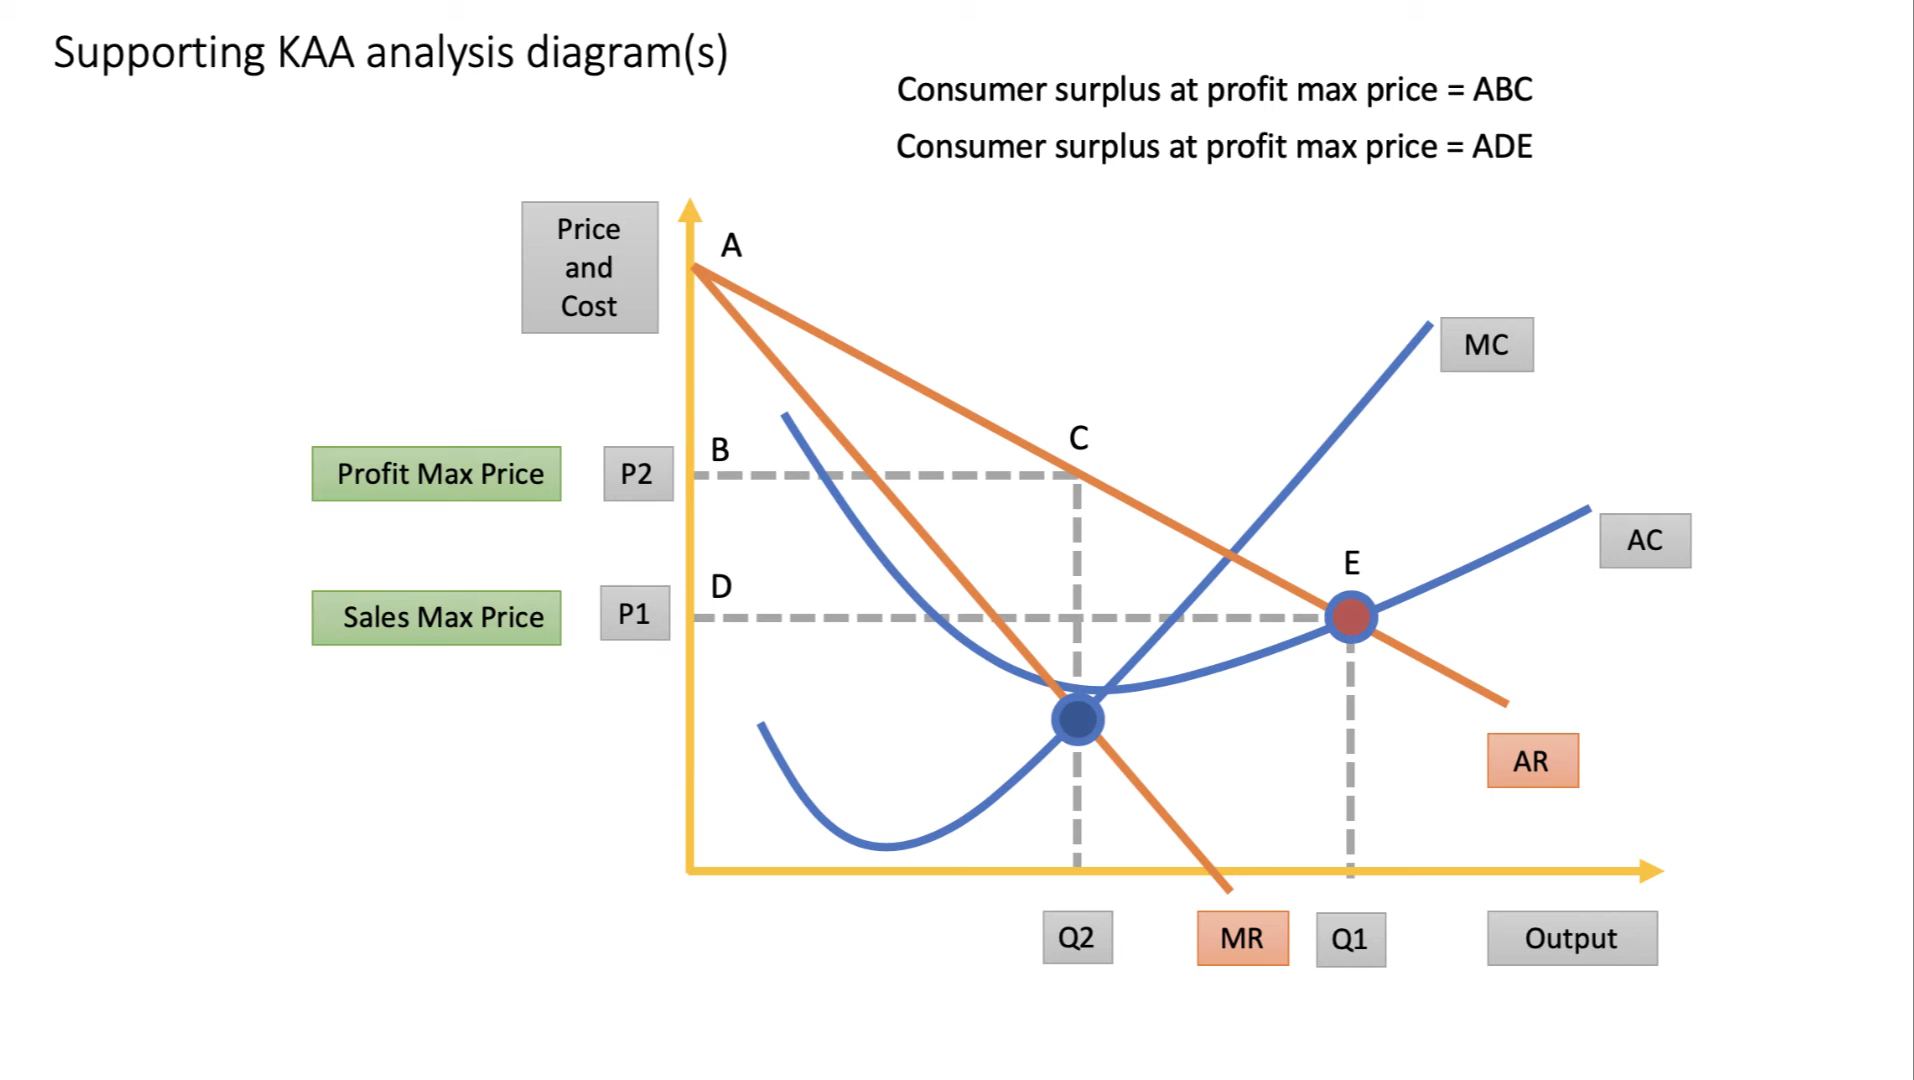 Supporting KAA analysis diagram(s)
Consumer surplus at profit max price = ABC
Consumer surplus at profit max price = ADE
Price
and
Cost
A
MC
B
C
Profit Max Price
P2
AC
E
D
Sales Max Price
P1
AR
Q2
MR
Q1
Output